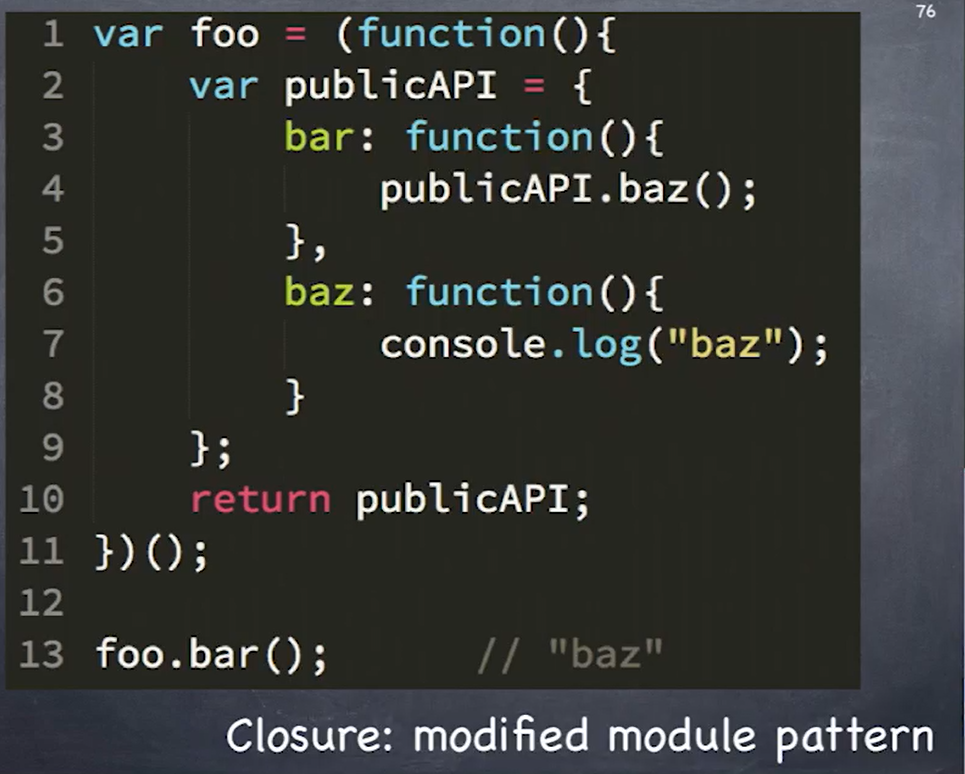 76
1 var foo = (function(){
2     var publicAPI = {
3         bar: function(){
4             publicAPI.baz();
5         },
6         baz: function(){
7             console.log("baz");
8         }
9     };
10     return publicAPI;
11 })();
12
13 foo.bar();      // "baz"
Closure: modified module pattern